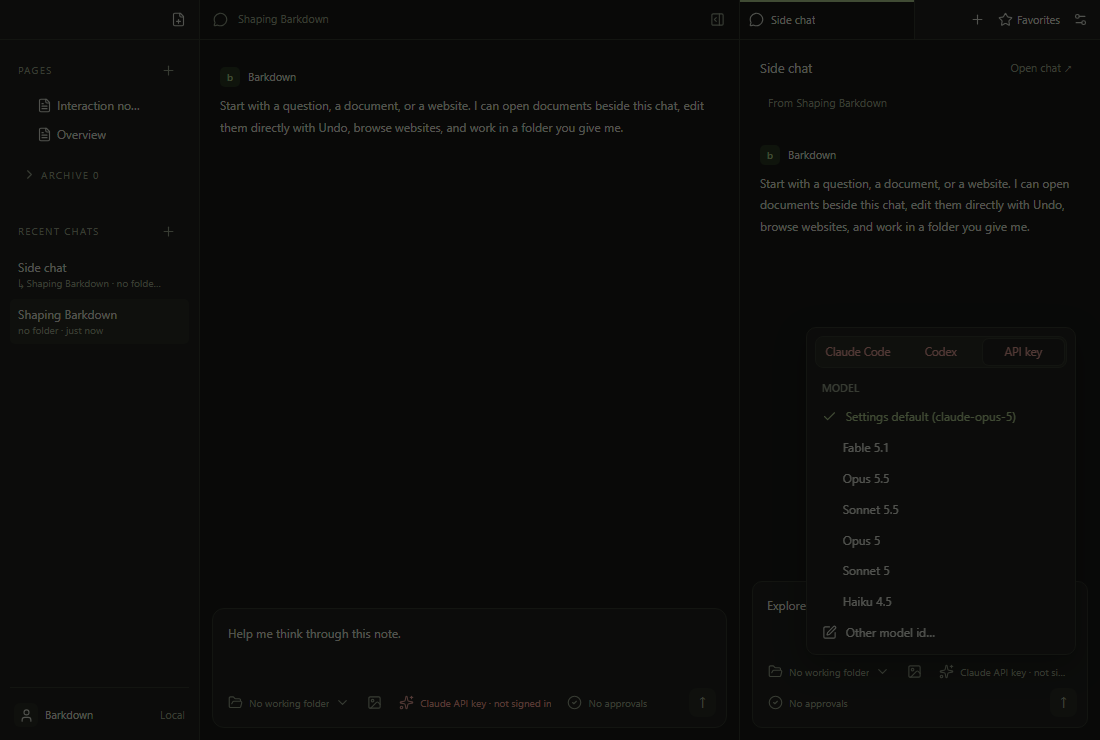 Shaping Barkdown
Side chat
Favorites
PAGES
Interaction no...
Overview
ARCHIVE 0
RECENT CHATS
Side chat
↳ Shaping Barkdown · no folde...
Shaping Barkdown
no folder · just now
Barkdown
Local
b Barkdown
Start with a question, a document, or a website. I can open documents beside this chat, edit
them directly with Undo, browse websites, and work in a folder you give me.
Help me think through this note.
No working folder
Claude API key · not signed in
No approvals
Side chat
Open chat ↗
From Shaping Barkdown
b Barkdown
Start with a question, a document, or a website. I can open
documents beside this chat, edit them directly with Undo,
browse websites, and work in a folder you give me.
Claude Code
Codex
API key
MODEL
Settings default (claude-opus-5)
Fable 5.1
Opus 5.5
Sonnet 5.5
Opus 5
Sonnet 5
Haiku 4.5
Other model id...
Explore
No working folder
Claude API key · not si...
No approvals